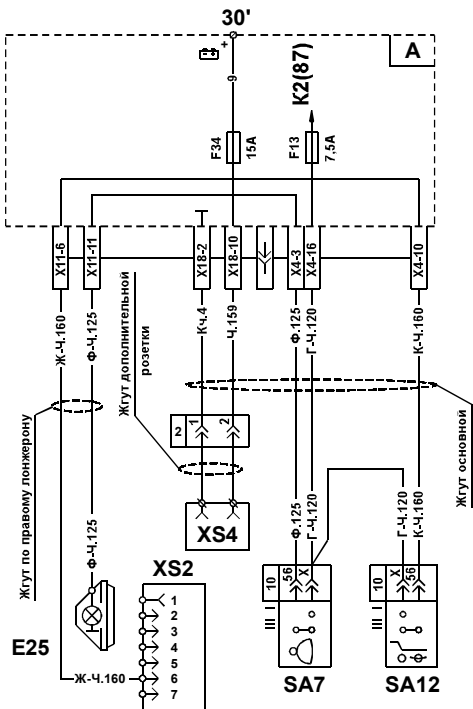 30'
A
+
6
K2(87)
F34
15A
F13
7,5A
X11-6
X11-11
X18-2
X18-10
X4-3
X4-16
X4-10
Ж-Ч.160
Ф-Ч.125
Жгут дополнительной
розетки
Кч.4
Ч.159
Ф.125
Г-Ч.120
К-Ч.160
Жгут по правому лонжерону
2
1
2
Жгут основной
XS4
Ф-Ч.125
Ф.125
Г-Ч.120
Г-Ч.120
К-Ч.160
XS2
10
56
X
10
X
56
E25
1
2
3
4
5
6
7
Ж-Ч.160
III I
III I
SA7
SA12